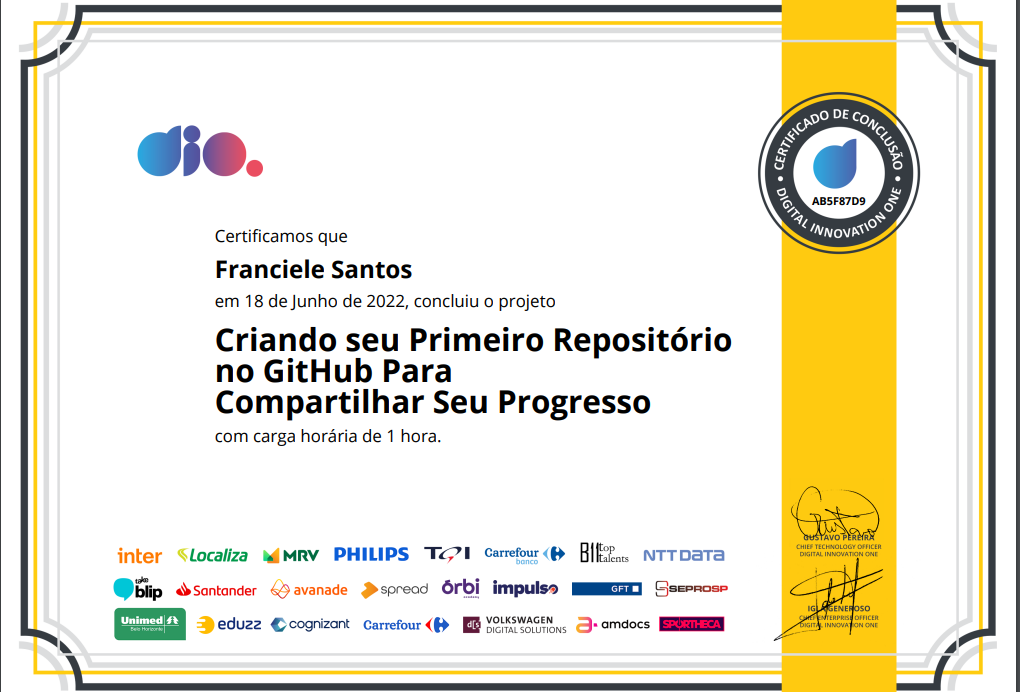 dio.
CERTIFICADO DE CONCLUSÃO
AB5F87D9
DIGITAL INNOVATION ONE
Certificamos que
Franciele Santos
em 18 de Junho de 2022, concluiu o projeto
Criando seu Primeiro Repositório
no GitHub Para
Compartilhar Seu Progresso
com carga horária de 1 hora.
GUSTAVO PEREIRA
CHIEF TECHNOLOGY OFFICER
DIGITAL INNOVATION ONE
inter Localiza MRV PHILIPS TQI Carrefour banco top talents NTT DATA
take blip Santander avanade spread órbi academy impulso GFT SEPROSP
Unimed Belo Horizonte eduzz cognizant Carrefour d[s] VOLKSWAGEN DIGITAL SOLUTIONS amdocs SPORTHECA
GENEROSO
CHIEF ENTERPRISE OFFICER
DIGITAL INNOVATION ONE